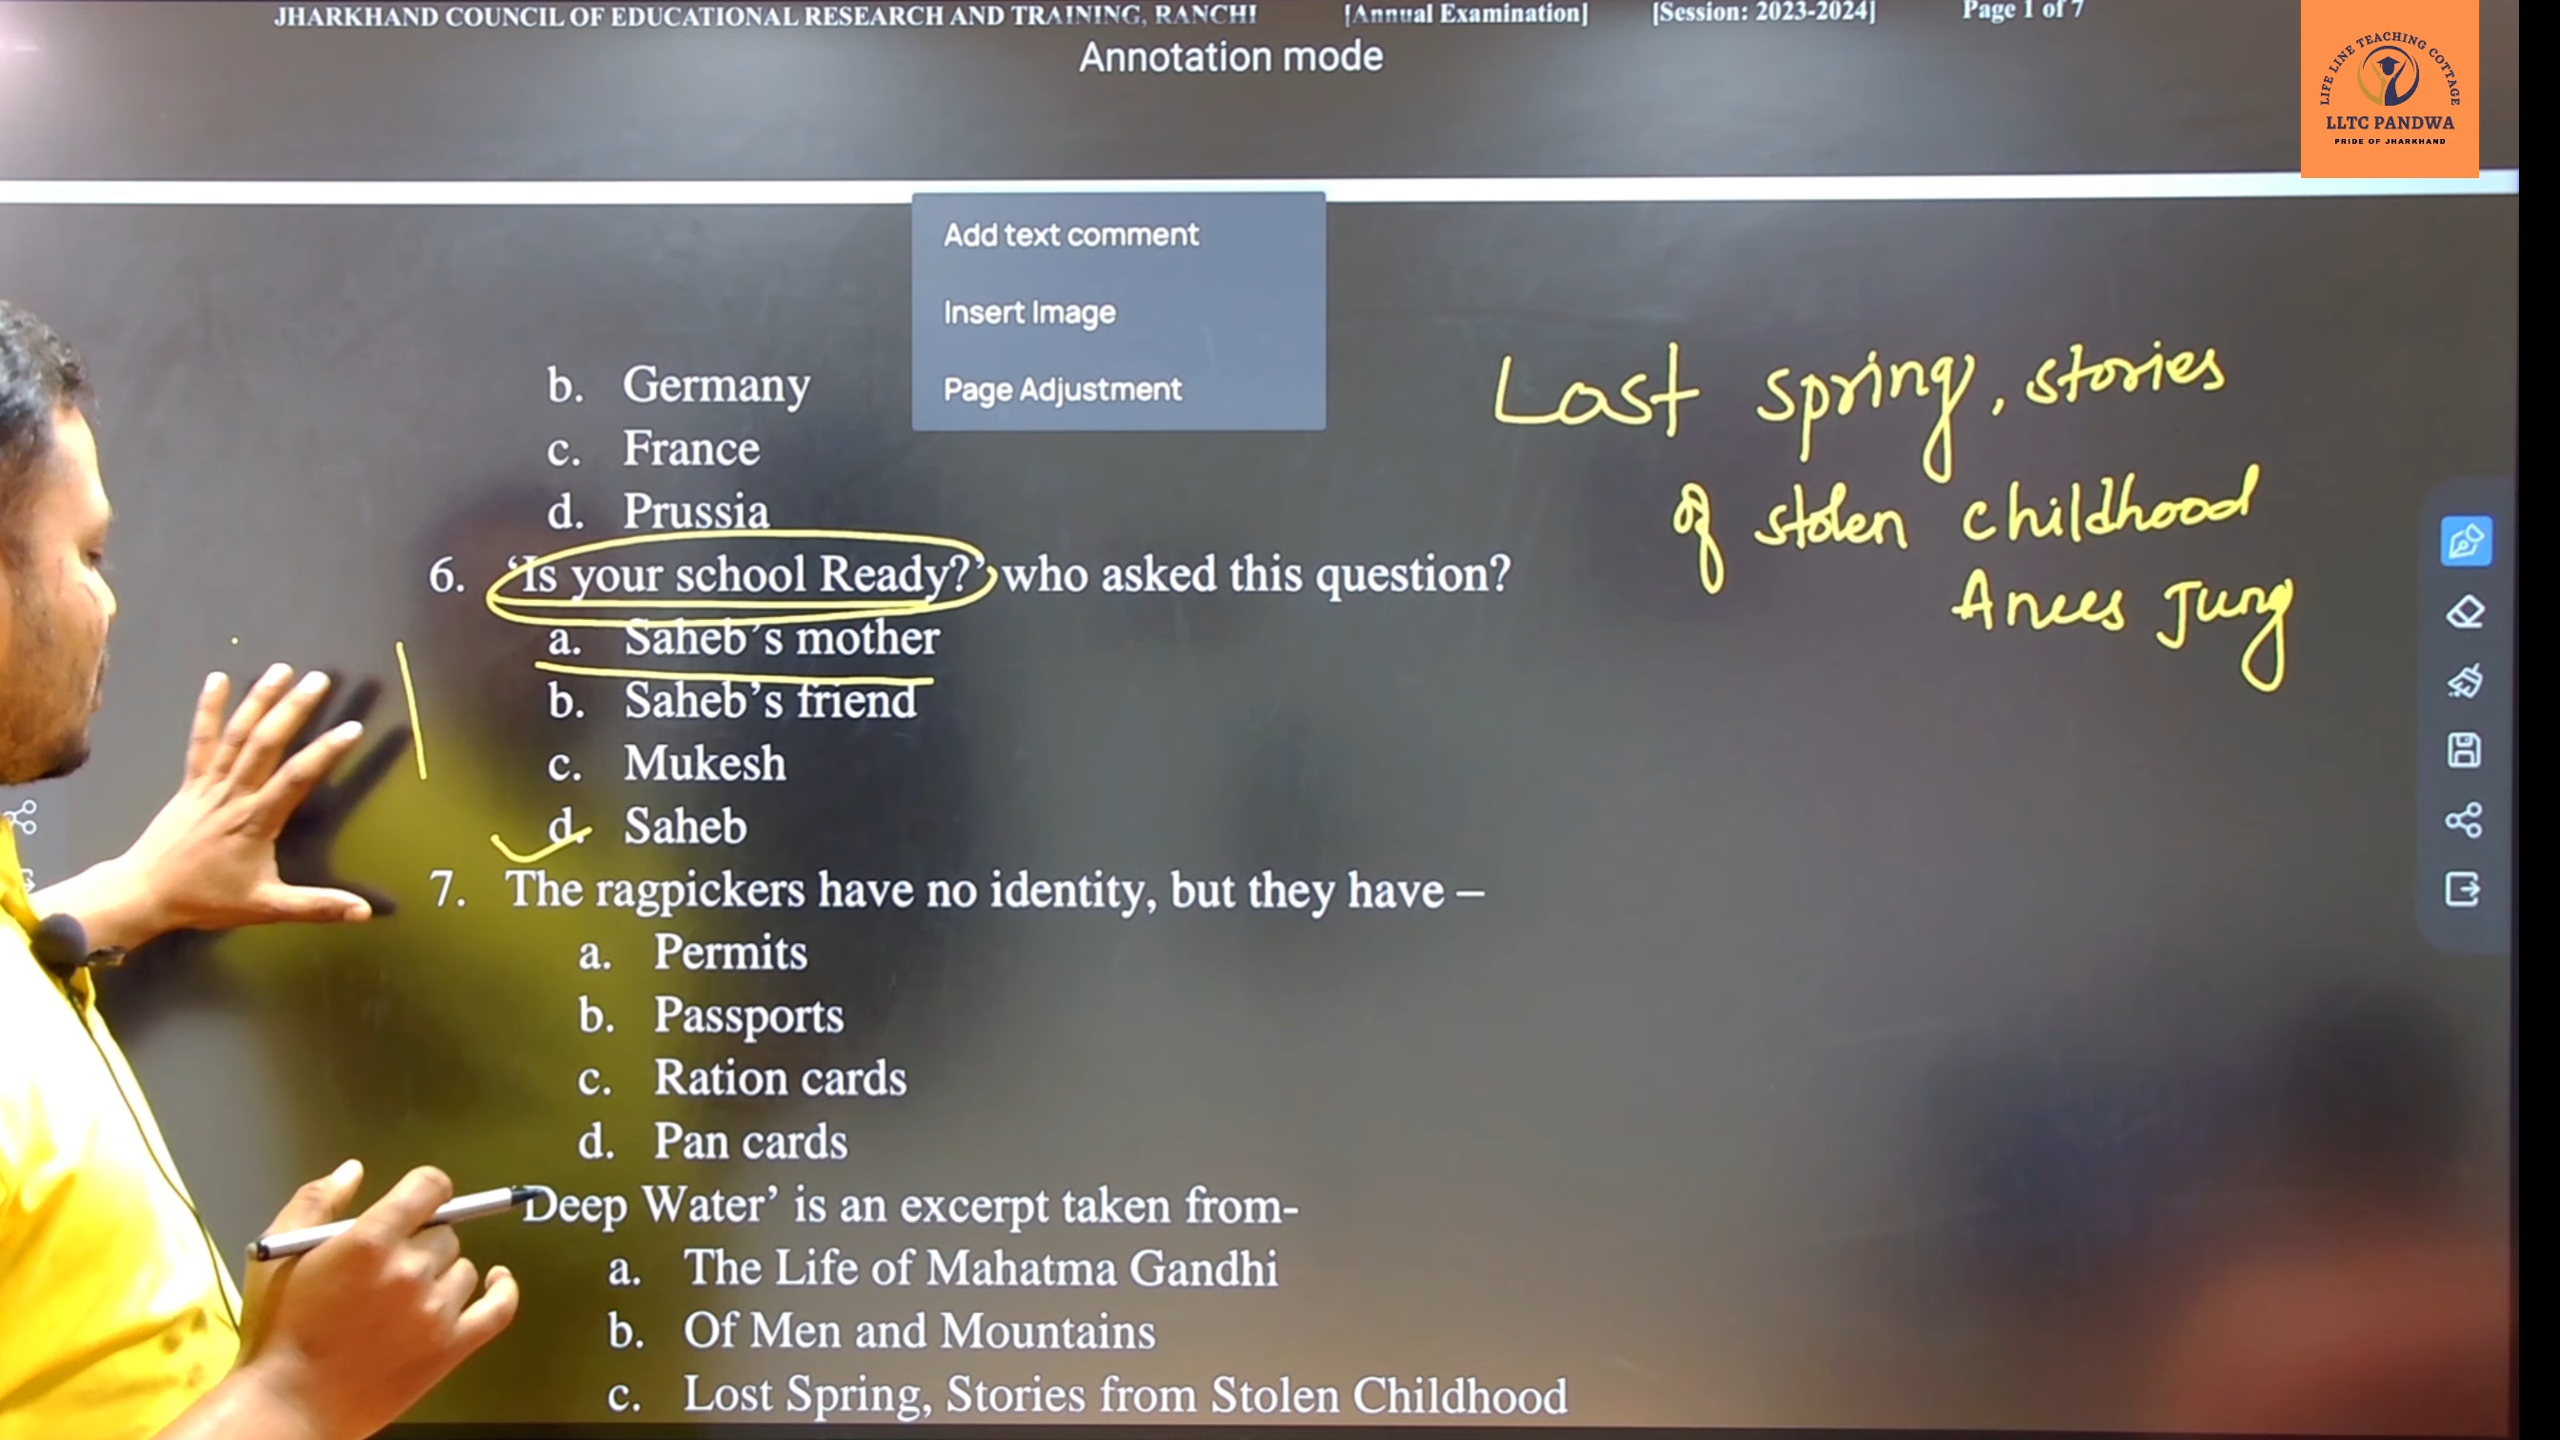 JHARKHAND COUNCIL OF EDUCATIONAL RESEARCH AND TRAINING, RANCHI [Annual Examination] [Session: 2023-2024] Page 1 of 7
Annotation mode
LIFE LINE TEACHING COTTAGE
LLTC PANDWA
PRIDE OF JHARKHAND
Add text comment
Insert Image
Page Adjustment
b. Germany
c. France
d. Prussia
6. ‘Is your school Ready?’ who asked this question?
a. Saheb’s mother
b. Saheb’s friend
c. Mukesh
d. Saheb
7. The ragpickers have no identity, but they have –
a. Permits
b. Passports
c. Ration cards
d. Pan cards
‘Deep Water’ is an excerpt taken from-
a. The Life of Mahatma Gandhi
b. Of Men and Mountains
c. Lost Spring, Stories from Stolen Childhood
Lost spring, stories
of stolen childhood
Anees Jung